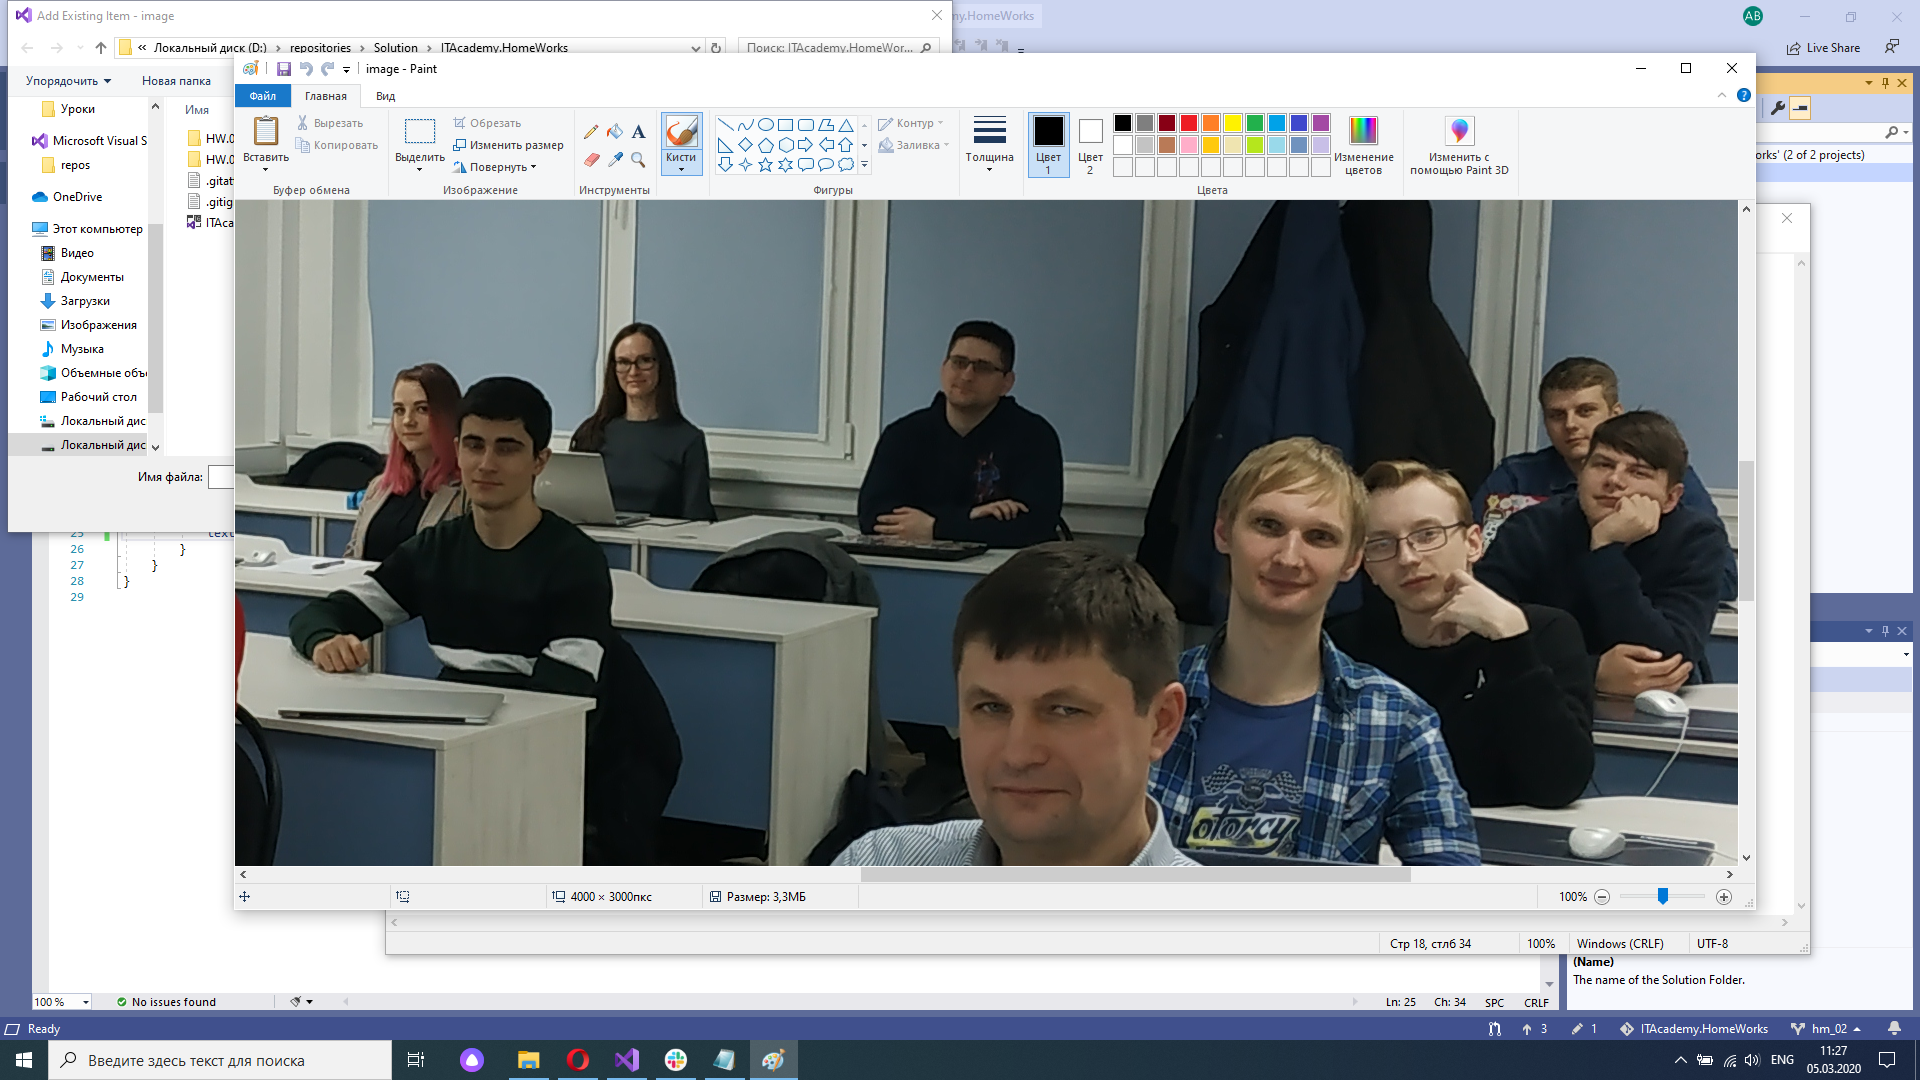 Add Existing Item - image
my.HomeWorks
AB
« Локальный диск (D:) › repositories › Solution › ITAcademy.HomeWorks
Поиск: ITAcademy.HomeWor...
Live Share
Упорядочить
Новая папка
image - Paint
Файл
Главная
Вид
Уроки
Microsoft Visual S
repos
OneDrive
Этот компьютер
Видео
Документы
Загрузки
Изображения
Музыка
Объемные объ
Рабочий стол
Локальный дис
Локальный дис
Имя
HW.0
HW.0
.gitat
.gitig
ITAca
Имя файла:
Вставить
Вырезать
Копировать
Буфер обмена
Выделить
Обрезать
Изменить размер
Повернуть
Изображение
A
Инструменты
Кисти
Контур
Заливка
Фигуры
Толщина
Цвет 1
Цвет 2
Изменение цветов
Цвета
Изменить с помощью Paint 3D
orks' (2 of 2 projects)
25 text
26 }
27 }
28 }
29
4000 × 3000пкс
Размер: 3,3МБ
100%
Стр 18, стлб 34
100%
Windows (CRLF)
UTF-8
(Name)
The name of the Solution Folder.
100 %
No issues found
Ln: 25
Ch: 34
SPC
CRLF
Ready
3
1
ITAcademy.HomeWorks
hm_02
Введите здесь текст для поиска
ENG
11:27
05.03.2020